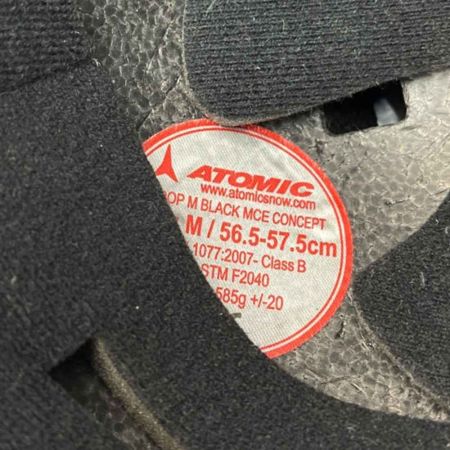 ATOMIC
www.atomicsnow.com
OP M BLACK MCE CONCEPT
M / 56.5-57.5cm
1077:2007- Class B
STM F2040
585g +/-20